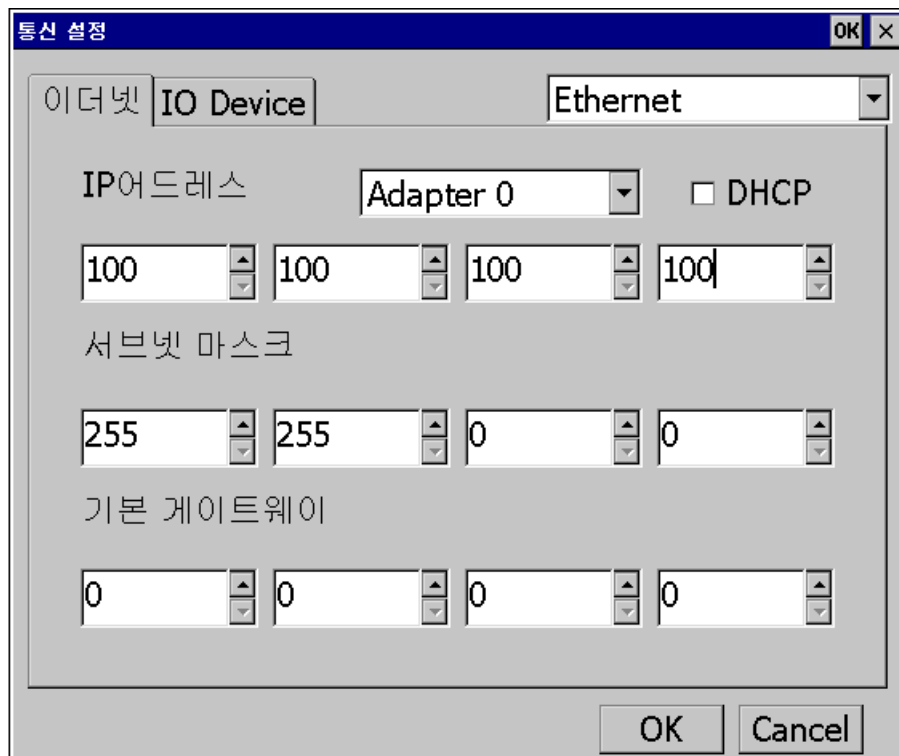 통신 설정 OK ×
이더넷 IO Device Ethernet
IP어드레스 Adapter 0 DHCP
100 100 100 100
서브넷 마스크
255 255 0 0
기본 게이트웨이
0 0 0 0
OK Cancel